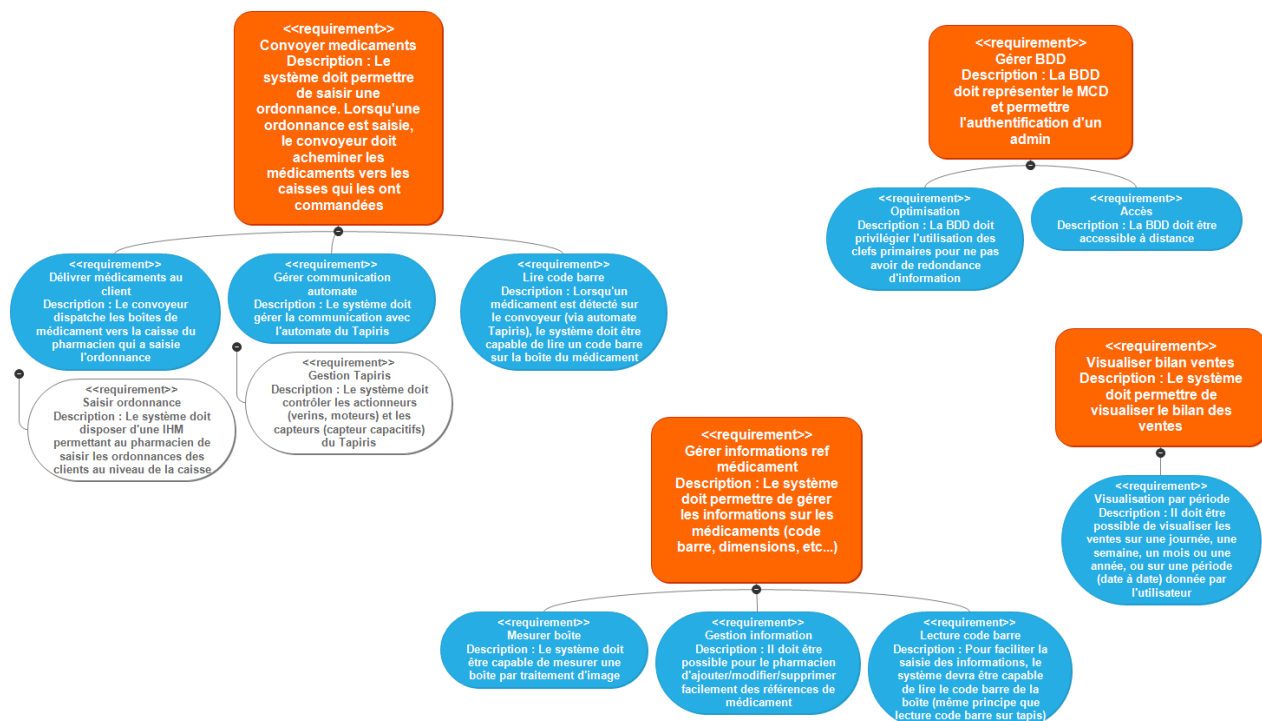 <<requirement>>
Convoyer medicaments
Description : Le
système doit permettre
de saisir une
ordonnance. Lorsqu'une
ordonnance est saisie,
le convoyeur doit
acheminer les
médicaments vers les
caisses qui les ont
commandées
<<requirement>>
Délivrer médicaments au
client
Description : Le convoyeur
dispatche les boîtes de
médicament vers la caisse du
pharmacien qui a saisie
l'ordonnance
<<requirement>>
Saisir ordonnance
Description : Le système doit
disposer d'une IHM
permettant au pharmacien de
saisir les ordonnances des
clients au niveau de la caisse
<<requirement>>
Gérer communication
automate
Description : Le système doit
gérer la communication avec
l'automate du Tapiris
<<requirement>>
Gestion Tapiris
Description : Le système doit
contrôler les actionneurs
(verins, moteurs) et les
capteurs (capteur capacitifs)
du Tapiris
<<requirement>>
Lire code barre
Description : Lorsqu'un
médicament est détecté sur
le convoyeur (via automate
Tapiris), le système doit être
capable de lire un code barre
sur la boîte du médicament
<<requirement>>
Gérer BDD
Description : La BDD
doit représenter le MCD
et permettre
l'authentification d'un
admin
<<requirement>>
Optimisation
Description : La BDD doit
privilégier l'utilisation des
clefs primaires pour ne pas
avoir de redondance
d'information
<<requirement>>
Accès
Description : La BDD doit être
accessible à distance
<<requirement>>
Gérer informations ref
médicament
Description : Le système
doit permettre de gérer
les informations sur les
médicaments (code
barre, dimensions, etc...)
<<requirement>>
Mesurer boîte
Description : Le système doit
être capable de mesurer une
boîte par traitement d'image
<<requirement>>
Gestion information
Description : Il doit être
possible pour le pharmacien
d'ajouter/modifier/supprimer
facilement des références de
médicament
<<requirement>>
Lecture code barre
Description : Pour faciliter la
saisie des informations, le
système devra être capable
de lire le code barre de la
boîte (même principe que
lecture code barre sur tapis)
<<requirement>>
Visualiser bilan ventes
Description : Le système
doit permettre de
visualiser le bilan des
ventes
<<requirement>>
Visualisation par période
Description : Il doit être
possible de visualiser les
ventes sur une journée, une
semaine, un mois ou une
année, ou sur une période
(date à date) donnée par
l'utilisateur